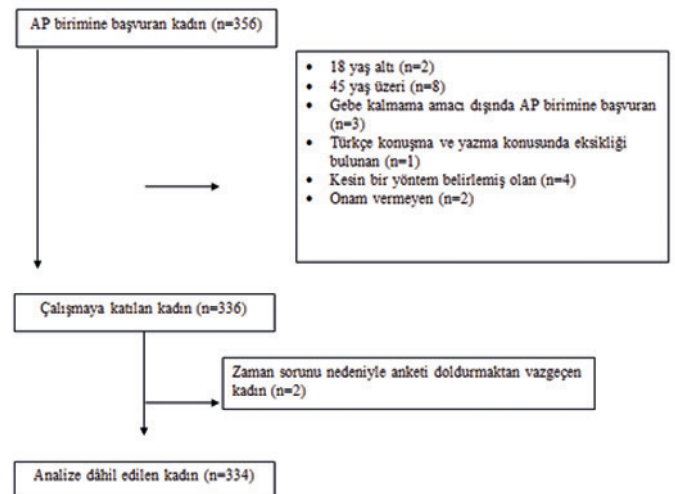 AP birimine başvuran kadın (n=356)
• 18 yaş altı (n=2)
• 45 yaş üzeri (n=8)
• Gebe kalmama amacı dışında AP birimine başvuran
(n=3)
• Türkçe konuşma ve yazma konusunda eksikliği
bulunan (n=1)
• Kesin bir yöntem belirlemiş olan (n=4)
• Onam vermeyen (n=2)
Çalışmaya katılan kadın (n=336)
Zaman sorunu nedeniyle anketi doldurmaktan vazgeçen
kadın (n=2)
Analize dâhil edilen kadın (n=334)